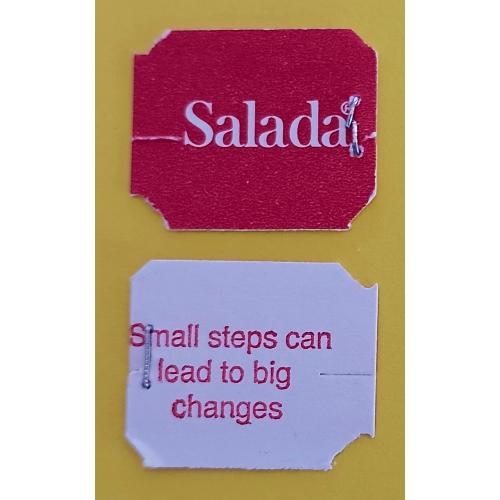 Salada®
Small steps can
lead to big
changes